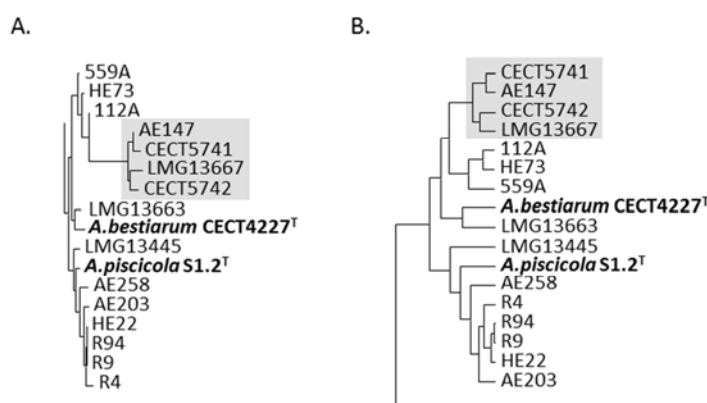 A.
559A
HE73
112A
AE147
CECT5741
LMG13667
CECT5742
LMG13663
A.bestiarum CECT4227ᵀ
LMG13445
A.piscicola S1.2ᵀ
AE258
AE203
HE22
R94
R9
R4
B.
CECT5741
AE147
CECT5742
LMG13667
112A
HE73
559A
A.bestiarum CECT4227ᵀ
LMG13663
LMG13445
A.piscicola S1.2ᵀ
AE258
R4
R94
R9
HE22
AE203